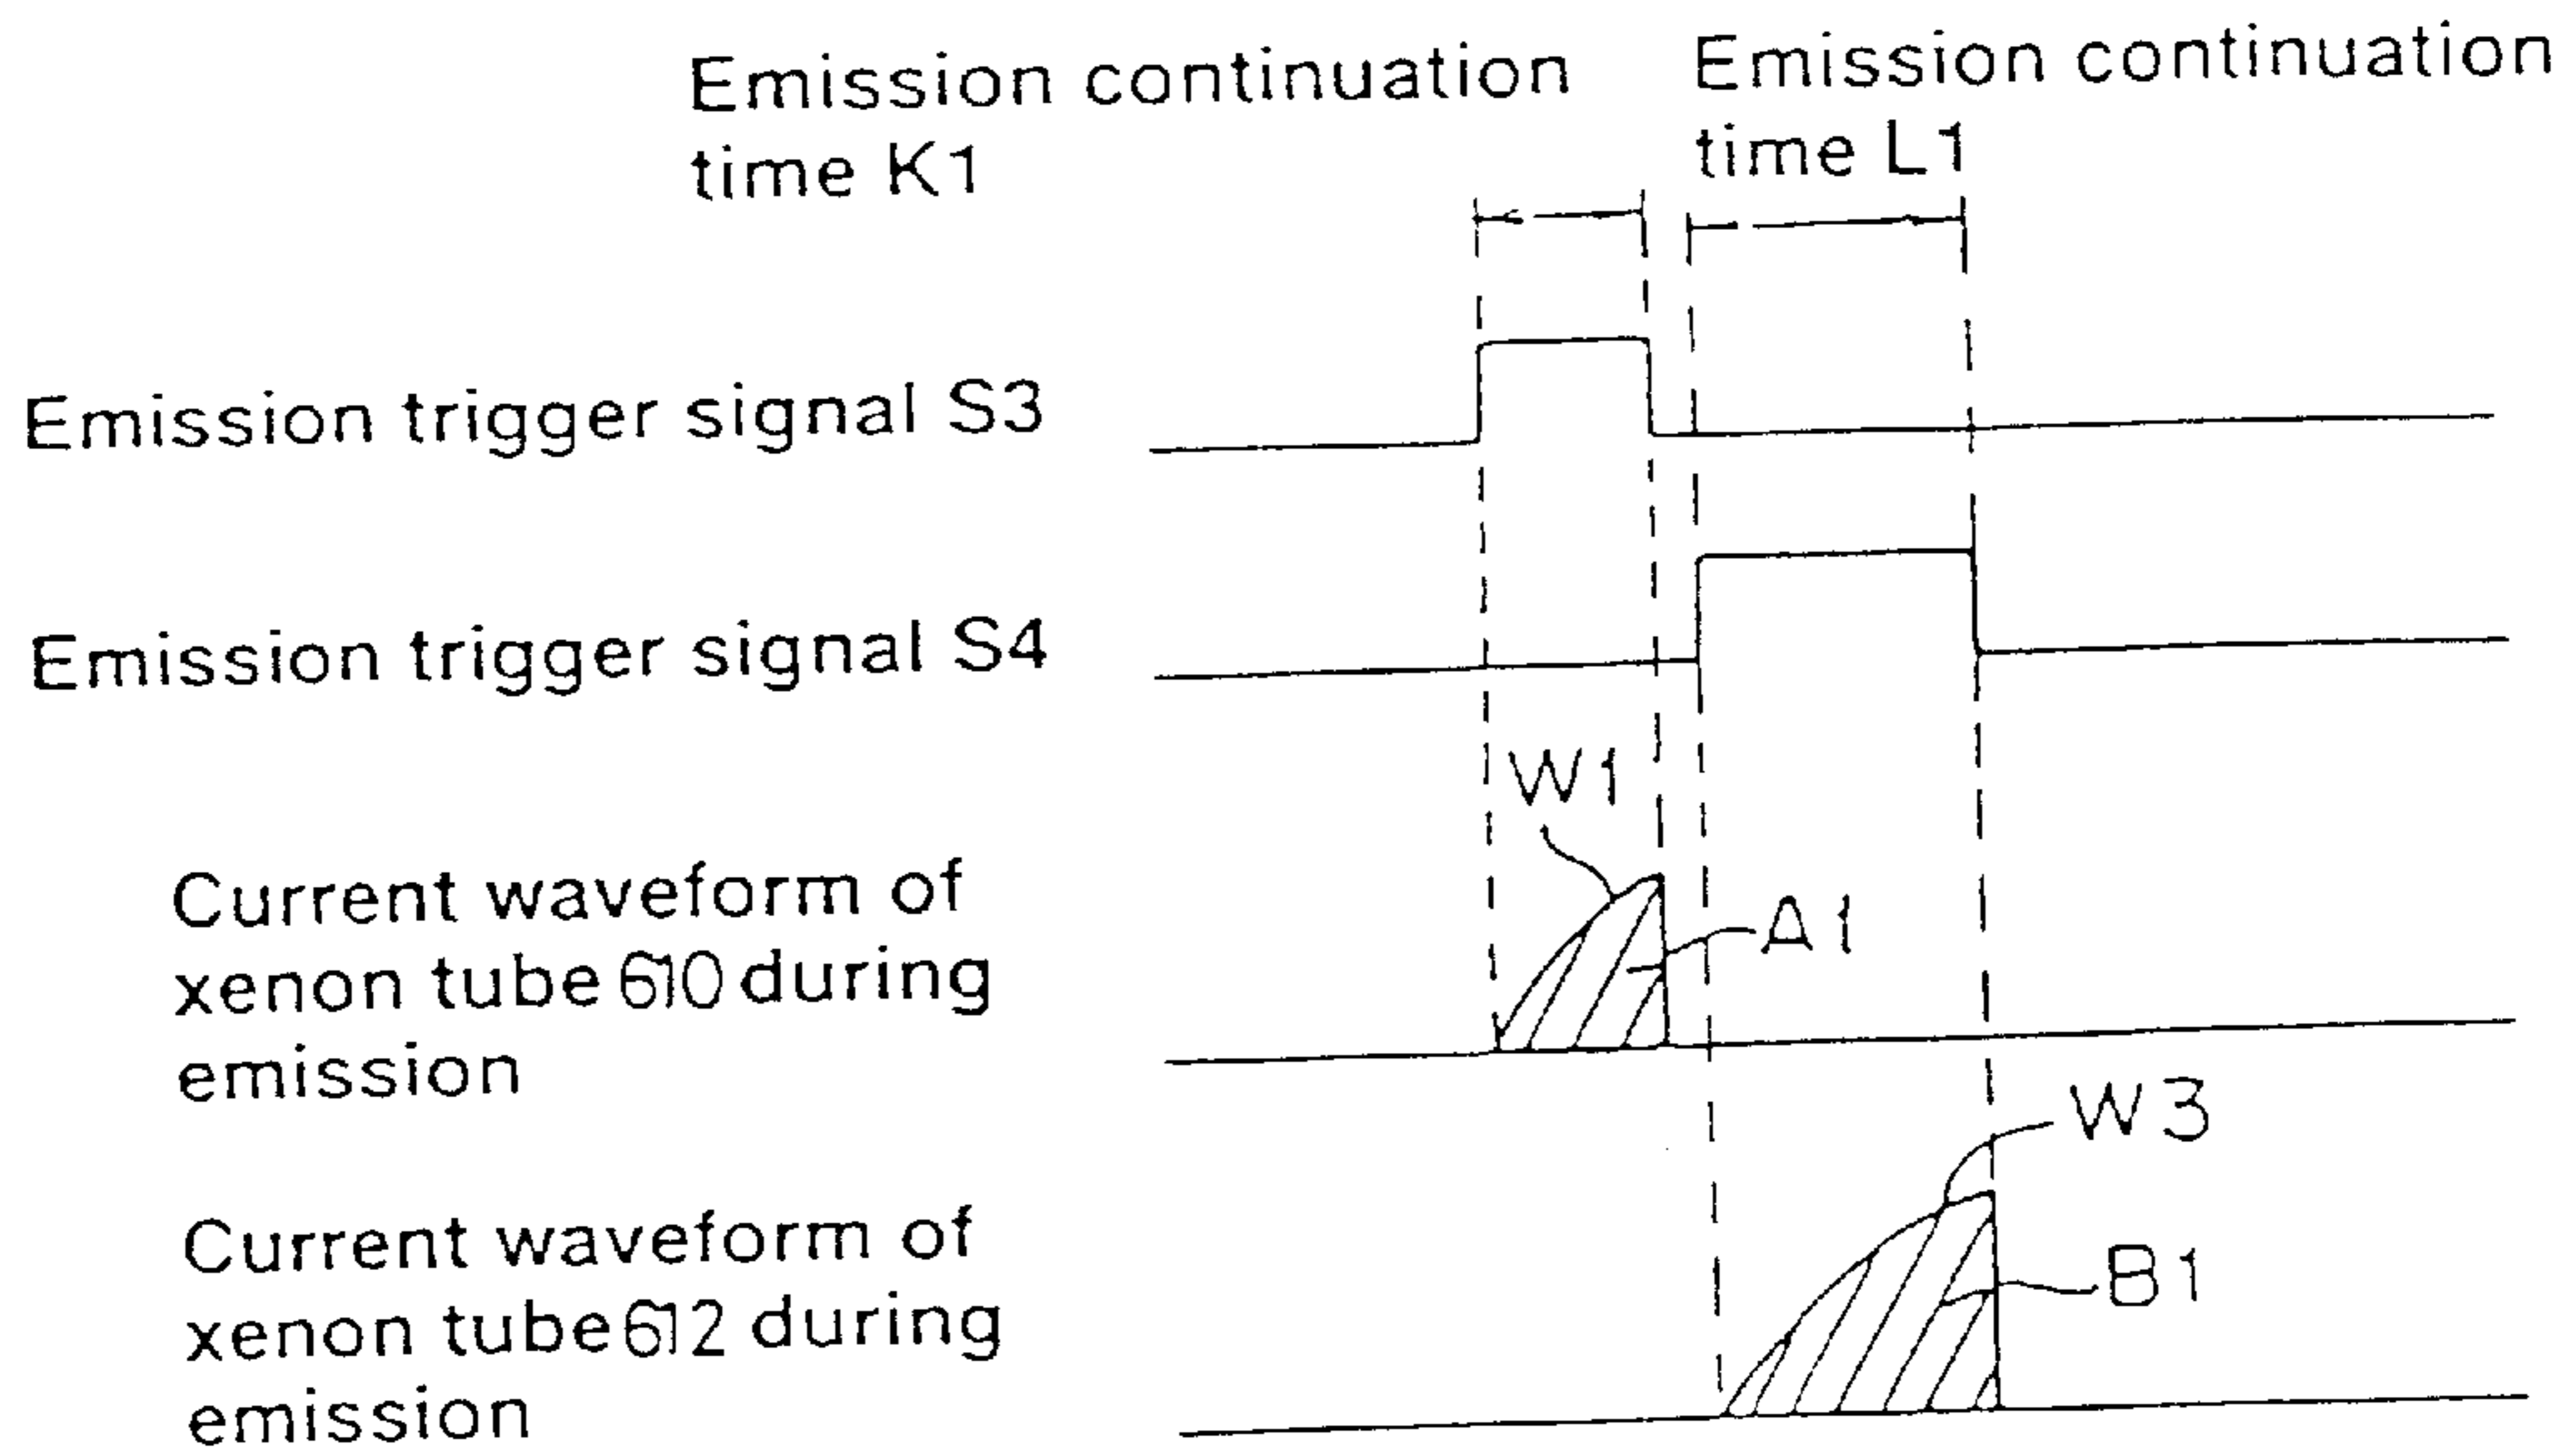 Emission continuation
time K1
Emission continuation
time L1
Emission trigger signal S3
Emission trigger signal S4
W1
Current waveform of
xenon tube 610 during
emission
A1
W3
Current waveform of
xenon tube 612 during
emission
B1